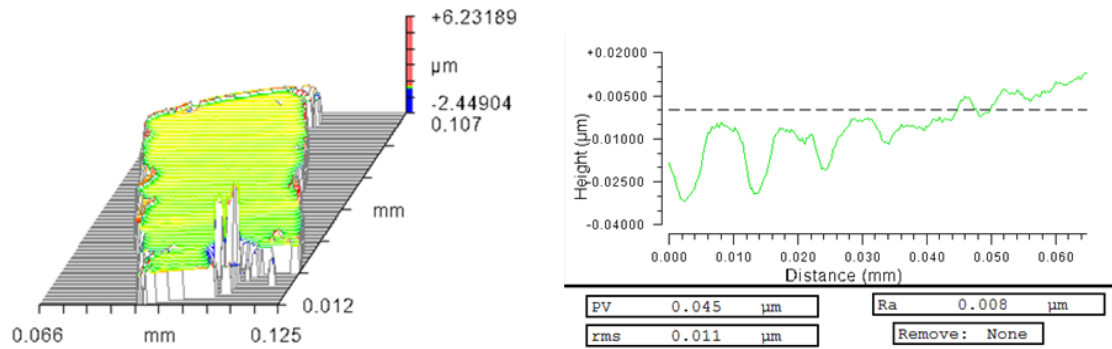 +6.23189
µm
-2.44904
0.107
mm
0.012
0.066
mm
0.125
+0.02000
+0.00500
-0.01000
-0.02500
-0.04000
Height (µm)
0.000 0.010 0.020 0.030 0.040 0.050 0.060
Distance (mm)
PV 0.045 µm
Ra 0.008 µm
rms 0.011 µm
Remove: None